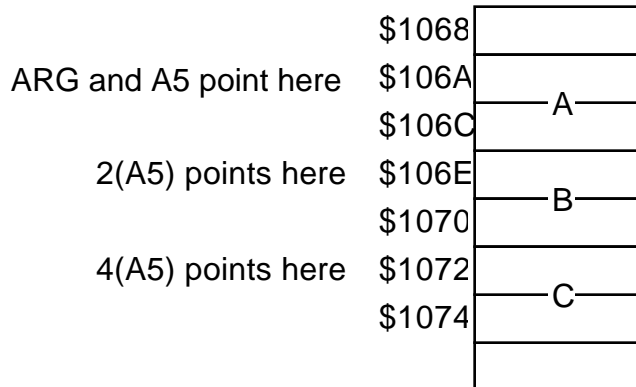 $1068
ARG and A5 point here $106A
A
$106C
2(A5) points here $106E
B
$1070
4(A5) points here $1072
C
$1074